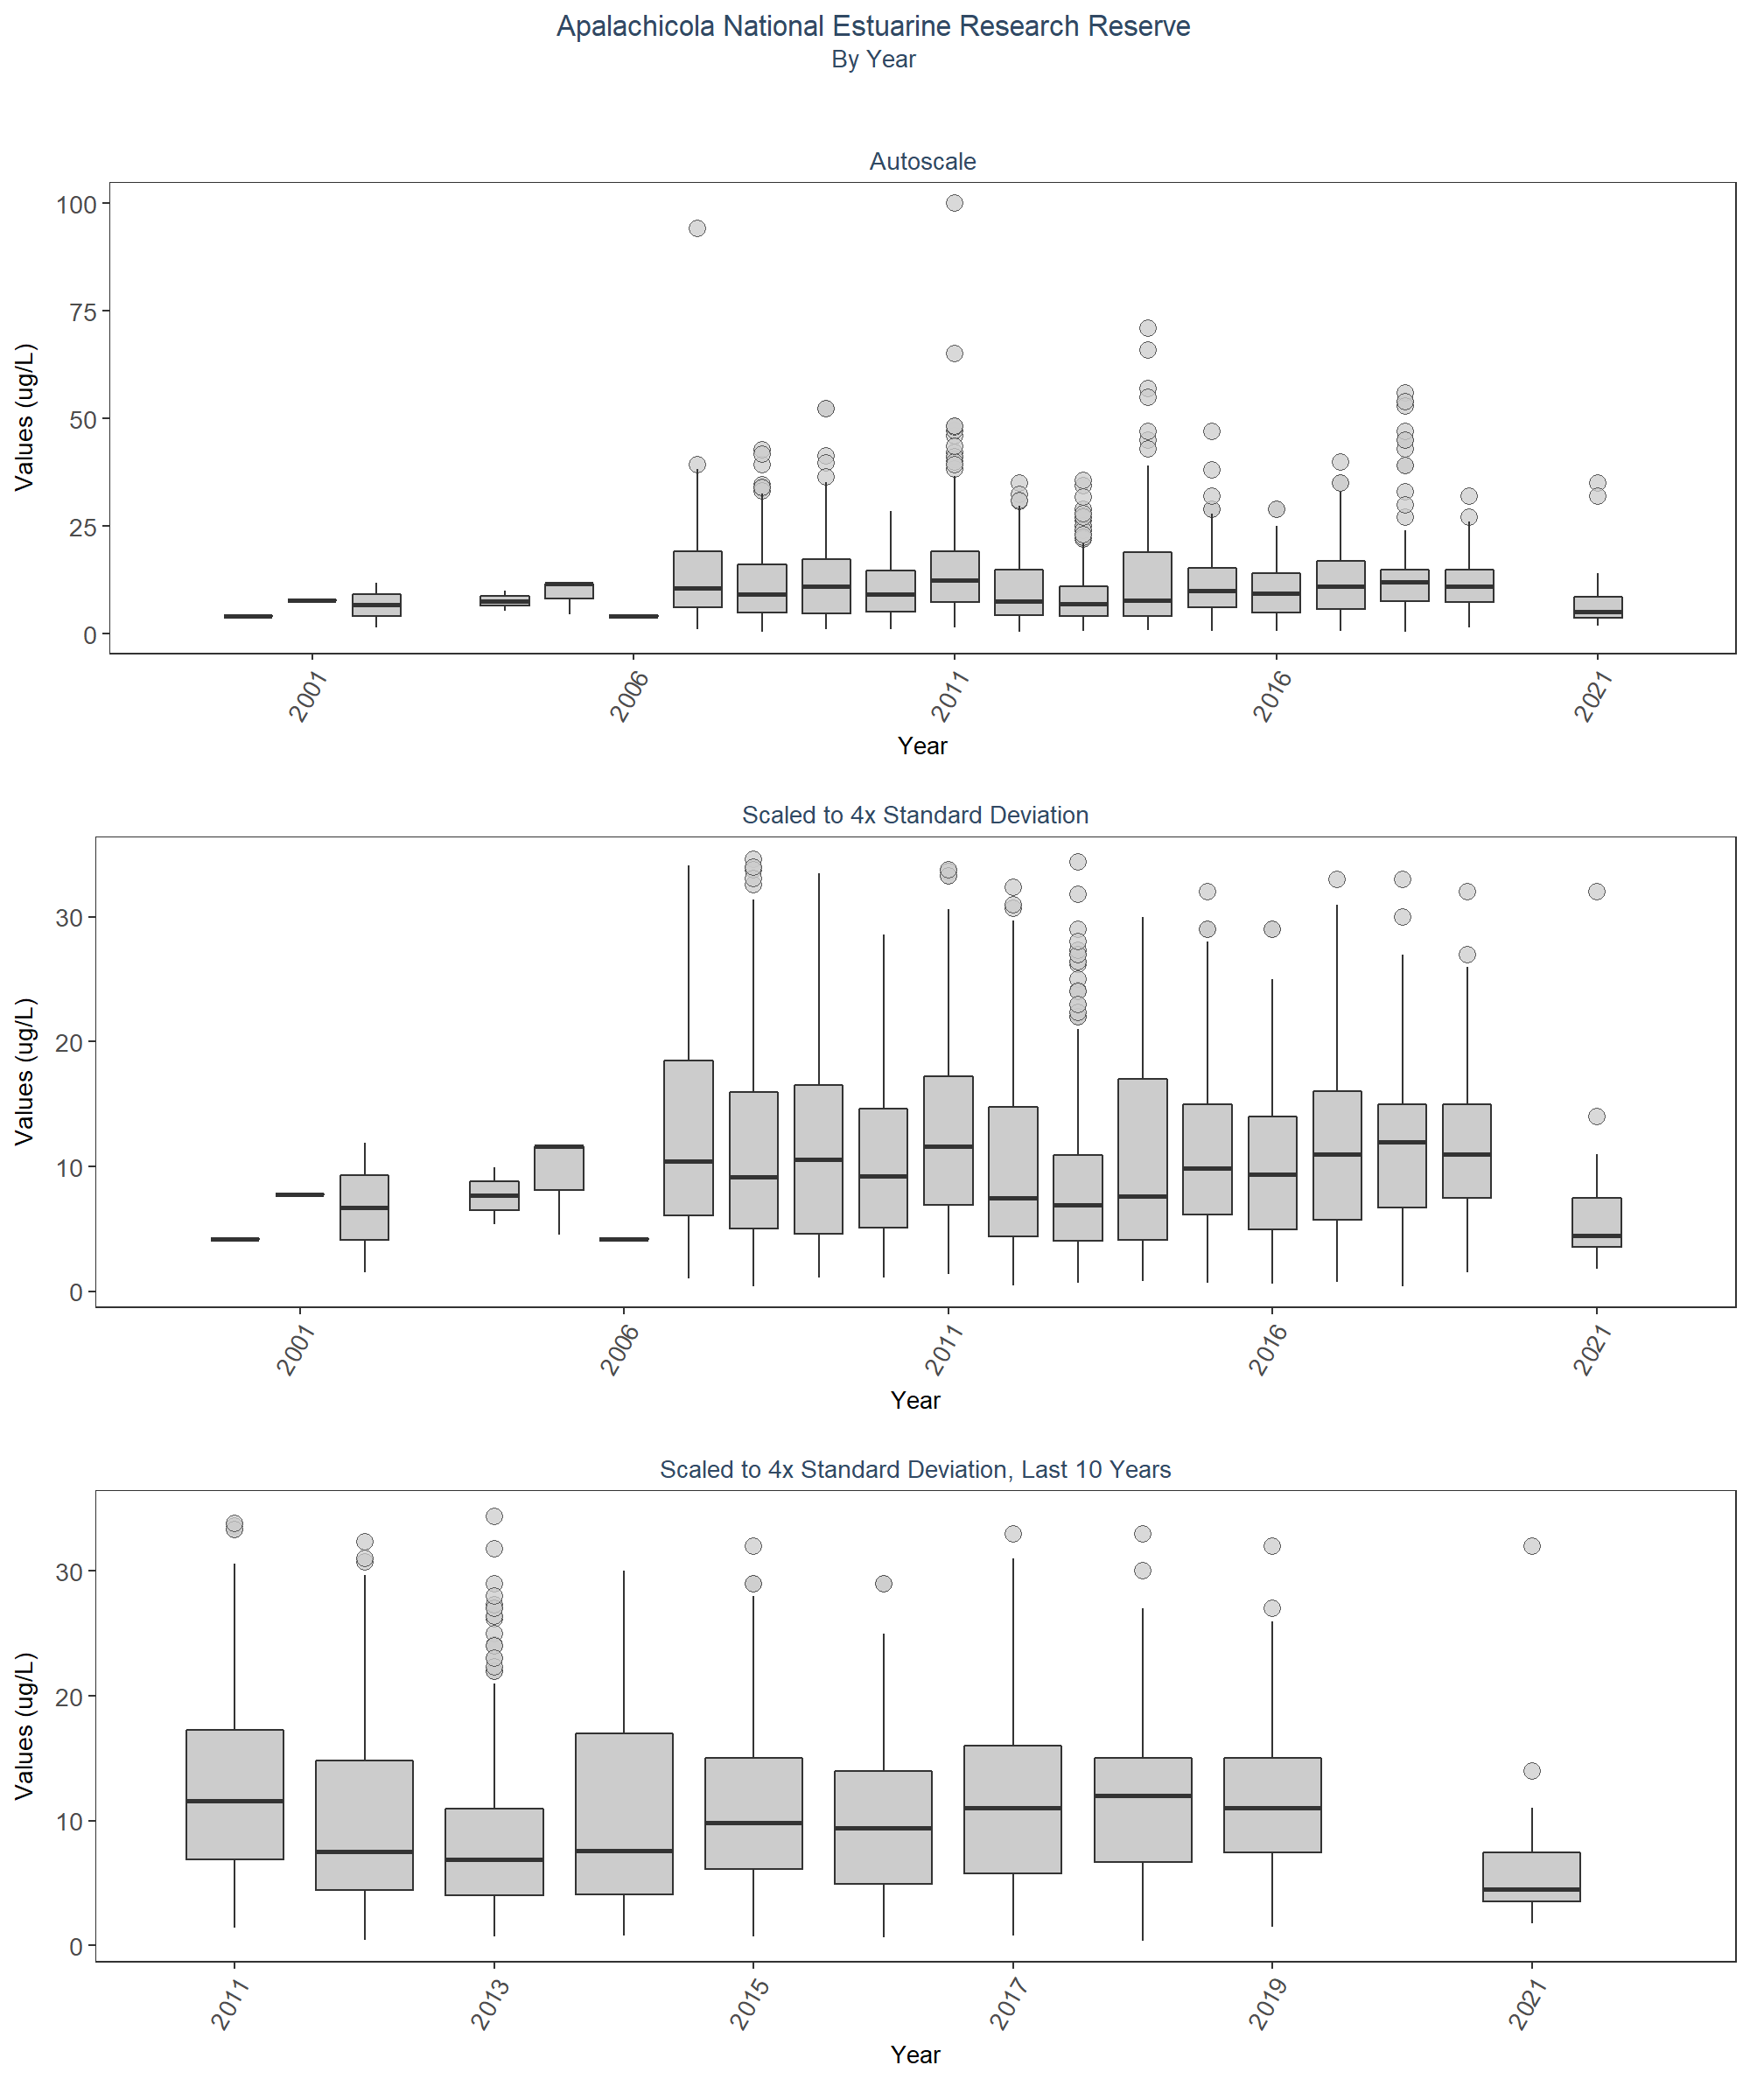 Apalachicola National Estuarine Research Reserve
By Year
Autoscale
Values (ug/L)
100
75
50
25
0
2001
2006
2011
2016
2021
Year
Scaled to 4x Standard Deviation
Values (ug/L)
30
20
10
0
2001
2006
2011
2016
2021
Year
Scaled to 4x Standard Deviation, Last 10 Years
Values (ug/L)
30
20
10
0
2011
2013
2015
2017
2019
2021
Year